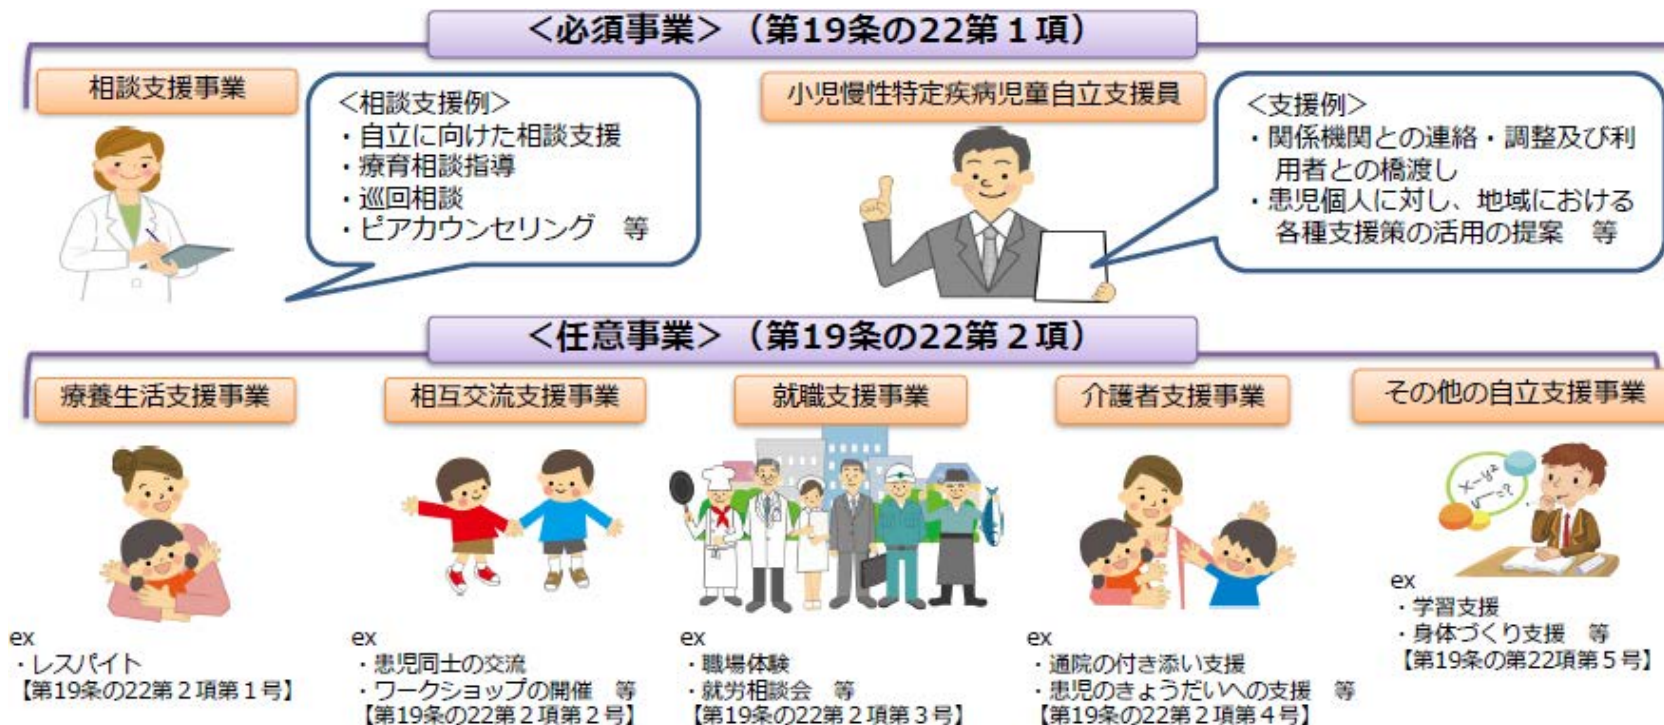 ＜必須事業＞（第19条の22第１項）
相談支援事業
＜相談支援例＞
・自立に向けた相談支援
・療育相談指導
・巡回相談
・ピアカウンセリング　等
小児慢性特定疾病児童自立支援員
＜支援例＞
・関係機関との連絡・調整及び利
用者との橋渡し
・患児個人に対し、地域における
各種支援策の活用の提案　等
＜任意事業＞（第19条の22第２項）
療養生活支援事業
ex
・レスパイト
【第19条の22第２項第１号】
相互交流支援事業
ex
・患児同士の交流
・ワークショップの開催　等
【第19条の22第２項第２号】
就職支援事業
ex
・職場体験
・就労相談会　等
【第19条の22第２項第３号】
介護者支援事業
ex
・通院の付き添い支援
・患児のきょうだいへの支援　等
【第19条の22第２項第４号】
その他の自立支援事業
x-y²
√=?
ex
・学習支援
・身体づくり支援　等
【第19条の第22項第５号】